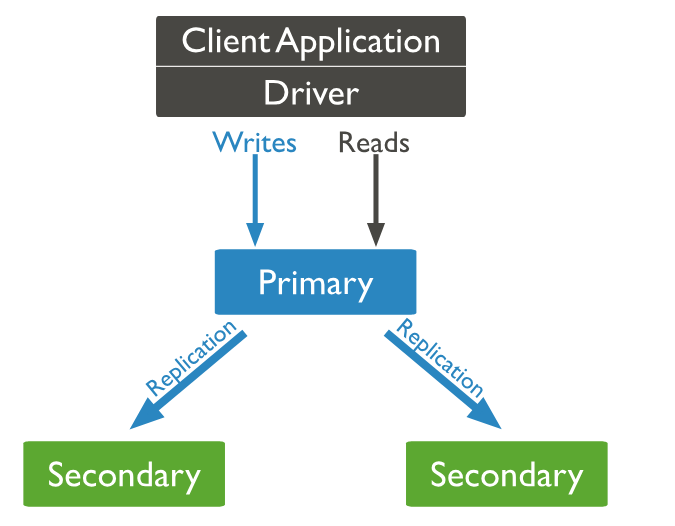 Client Application
Driver
Writes
Reads
Primary
Replication
Replication
Secondary
Secondary